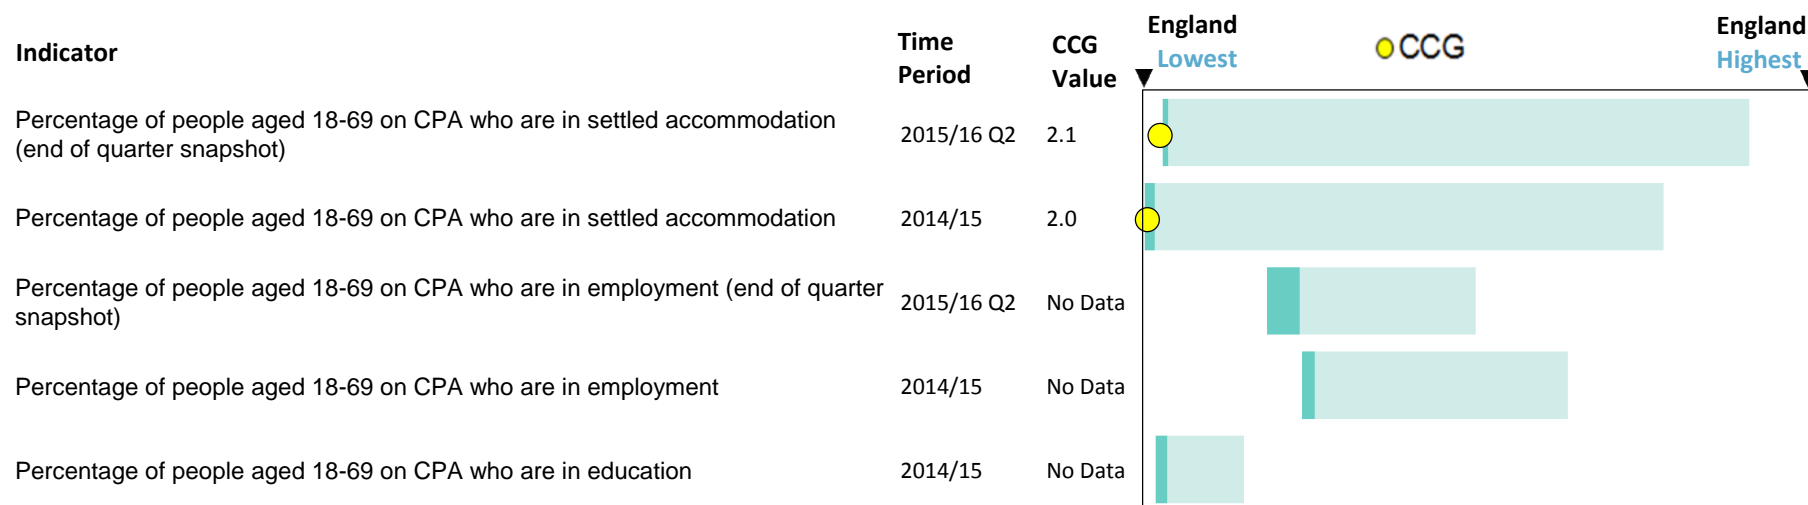 Indicator
Time
Period
CCG
Value
England
Lowest
CCG
England
Highest
Percentage of people aged 18-69 on CPA who are in settled accommodation
(end of quarter snapshot)
2015/16 Q2
2.1
Percentage of people aged 18-69 on CPA who are in settled accommodation
2014/15
2.0
Percentage of people aged 18-69 on CPA who are in employment (end of quarter
snapshot)
2015/16 Q2
No Data
Percentage of people aged 18-69 on CPA who are in employment
2014/15
No Data
Percentage of people aged 18-69 on CPA who are in education
2014/15
No Data